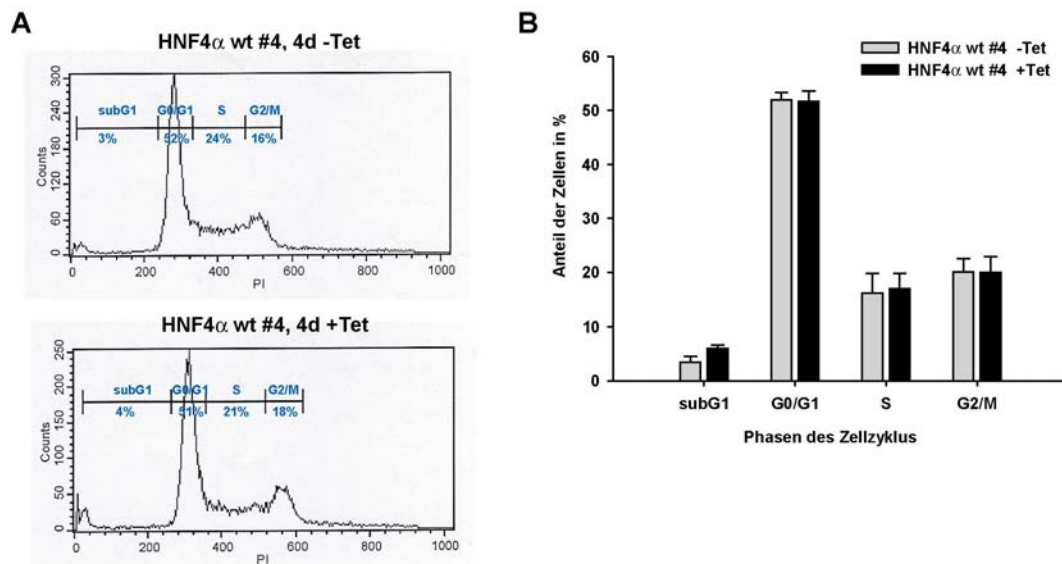 A
HNF4α wt #4, 4d -Tet
300
240
180
120
60
0
Counts
subG1 G0/G1 S G2/M
3% 52% 24% 16%
0 200 400 600 800 1000
PI
HNF4α wt #4, 4d +Tet
250
200
150
100
50
0
Counts
subG1 G0/G1 S G2/M
4% 51% 21% 18%
0 200 400 600 800 1000
PI
B
HNF4α wt #4 -Tet
HNF4α wt #4 +Tet
60
50
40
30
20
10
0
Anteil der Zellen in %
subG1 G0/G1 S G2/M
Phasen des Zellzyklus